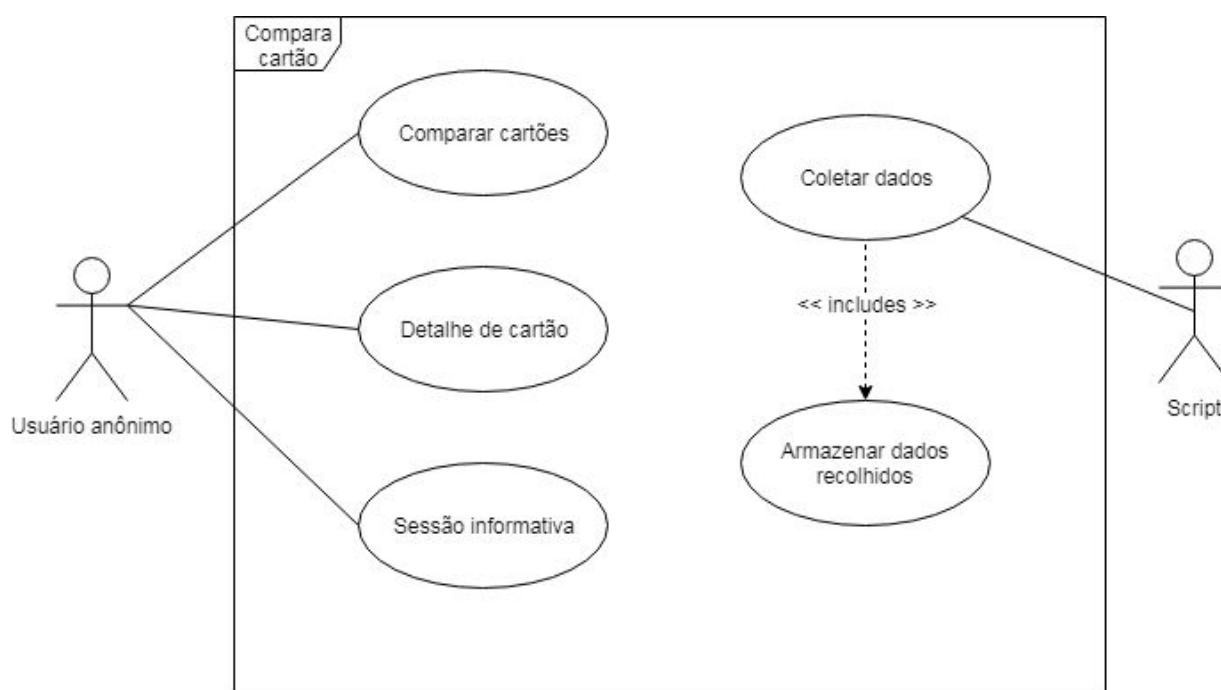 Compara
cartão
Comparar cartões
Coletar dados
<< includes >>
Detalhe de cartão
Usuário anônimo
Script
Armazenar dados
recolhidos
Sessão informativa